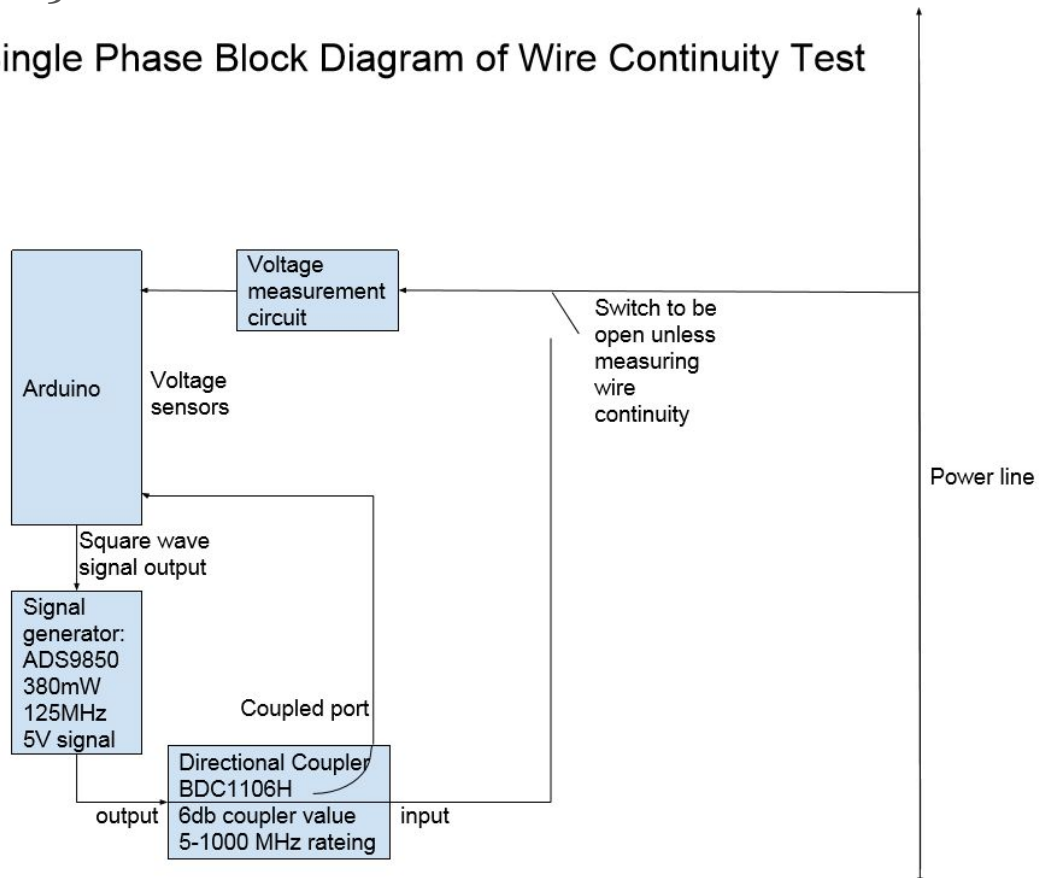 ingle Phase Block Diagram of Wire Continuity Test
Voltage
measurement
circuit
Switch to be
open unless
measuring
wire
continuity
Arduino
Voltage
sensors
Power line
Square wave
signal output
Signal
generator:
ADS9850
380mW
125MHz
5V signal
Coupled port
Directional Coupler
BDC1106H
6db coupler value
5-1000 MHz rateing
output
input